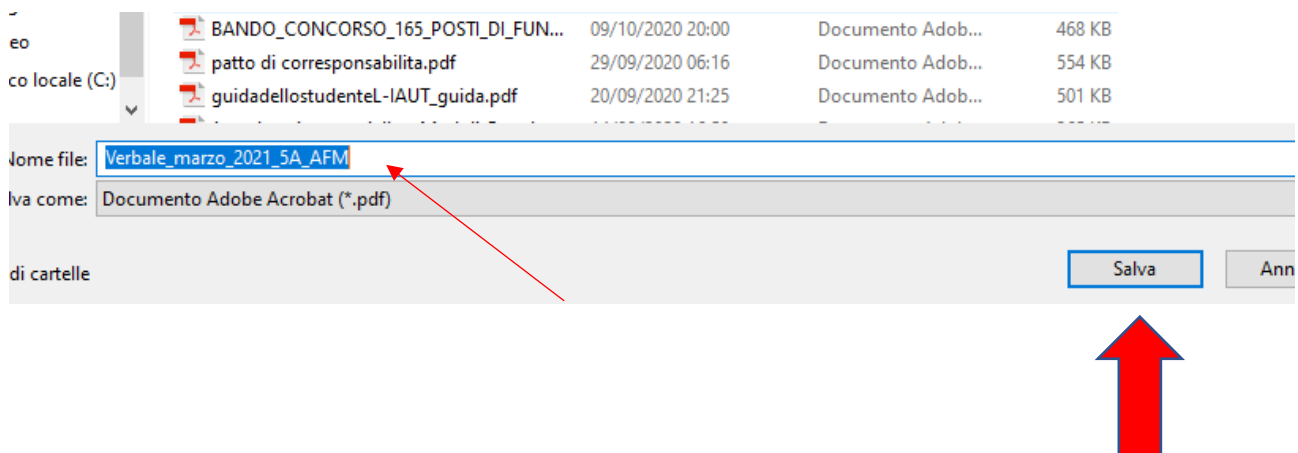 eo
co locale (C:)
BANDO_CONCORSO_165_POSTI_DI_FUN... 09/10/2020 20:00 Documento Adob... 468 KB
patto di corresponsabilita.pdf 29/09/2020 06:16 Documento Adob... 554 KB
guidadellostudenteL-IAUT_guida.pdf 20/09/2020 21:25 Documento Adob... 501 KB
Nome file: Verbale_marzo_2021_5A_AFM
lva come: Documento Adobe Acrobat (*.pdf)
di cartelle Salva Ann